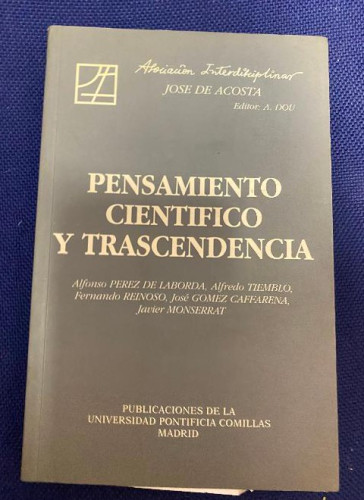 Asociación Interdisciplinar
JOSE DE ACOSTA
Editor: A. DOU
PENSAMIENTO
CIENTIFICO
Y TRASCENDENCIA
Alfonso PEREZ DE LABORDA, Alfredo TIEMBLO,
Fernando REINOSO, José GOMEZ CAFFARENA,
Javier MONSERRAT
PUBLICACIONES DE LA
UNIVERSIDAD PONTIFICIA COMILLAS
MADRID